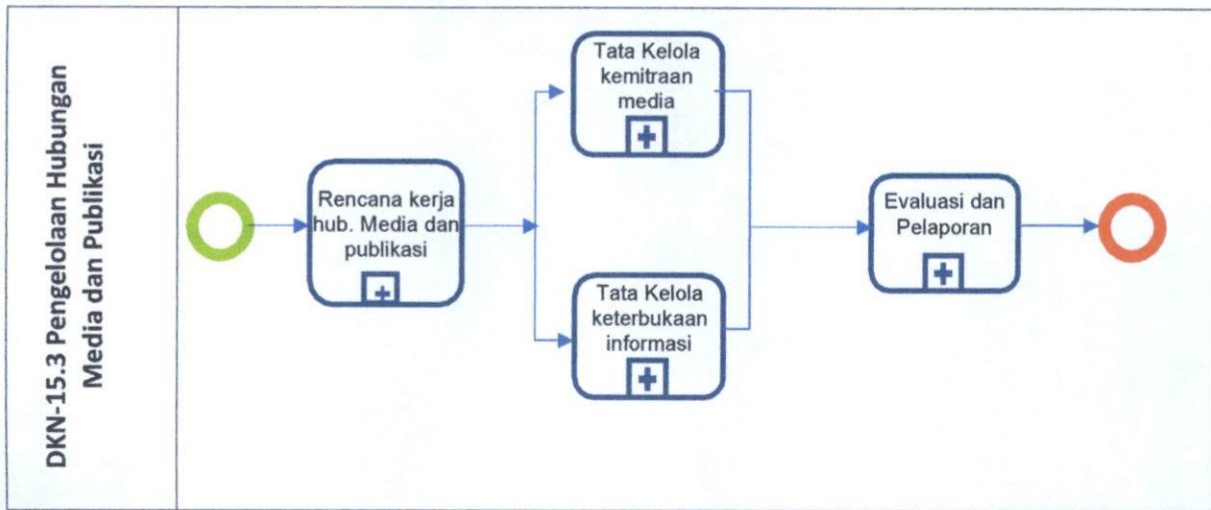 DKN-15.3 Pengelolaan Hubungan
Media dan Publikasi
Rencana kerja
hub. Media dan
publikasi
Tata Kelola
kemitraan
media
Tata Kelola
keterbukaan
informasi
Evaluasi dan
Pelaporan